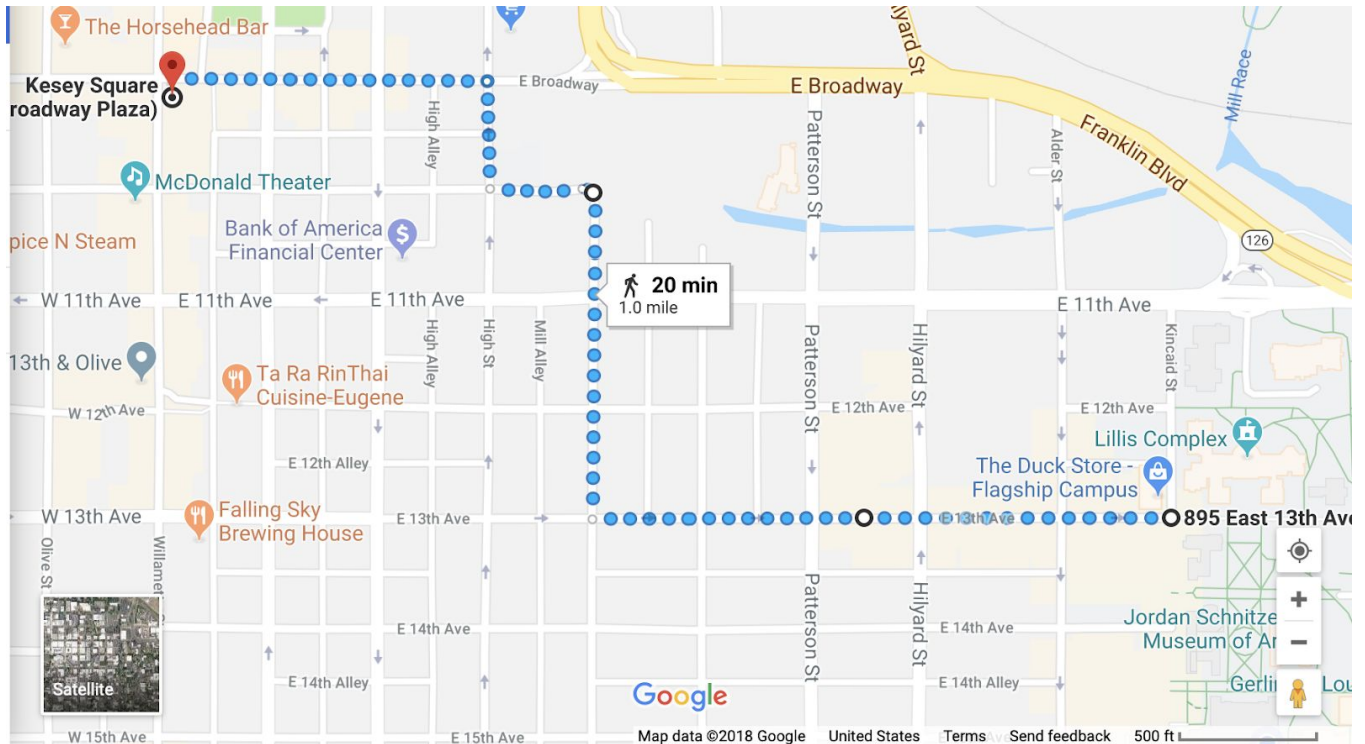 The Horsehead Bar
Kesey Square
roadway Plaza)
E Broadway
E Broadway
lyard St
Mill Race
High Alley
Patterson St
Alder St
Franklin Blvd
McDonald Theater
Bank of America
Financial Center
$
pice N Steam
126
20 min
1.0 mile
W 11th Ave
E 11th Ave
E 11th Ave
E 11th Ave
High Alley
High St
Mill Alley
Patterson St
Hilyard St
Kincaid St
13th & Olive
Ta Ra RinThai
Cuisine-Eugene
W 12th Ave
E 12th Ave
E 12th Ave
Lillis Complex
E 12th Alley
The Duck Store -
Flagship Campus
Falling Sky
Brewing House
W 13th Ave
E 13th Ave
E 13th Ave
895 East 13th Ave
Olive St
Willamet
Patterson St
Hilyard St
E 14th Ave
E 14th Ave
Jordan Schnitze
Museum of Ar
E 14th Alley
E 14th Alley
Gerlin
Lou
Satellite
Google
W 15th Ave
E 15th Ave
Map data ©2018 Google United States Terms Send feedback 500 ft